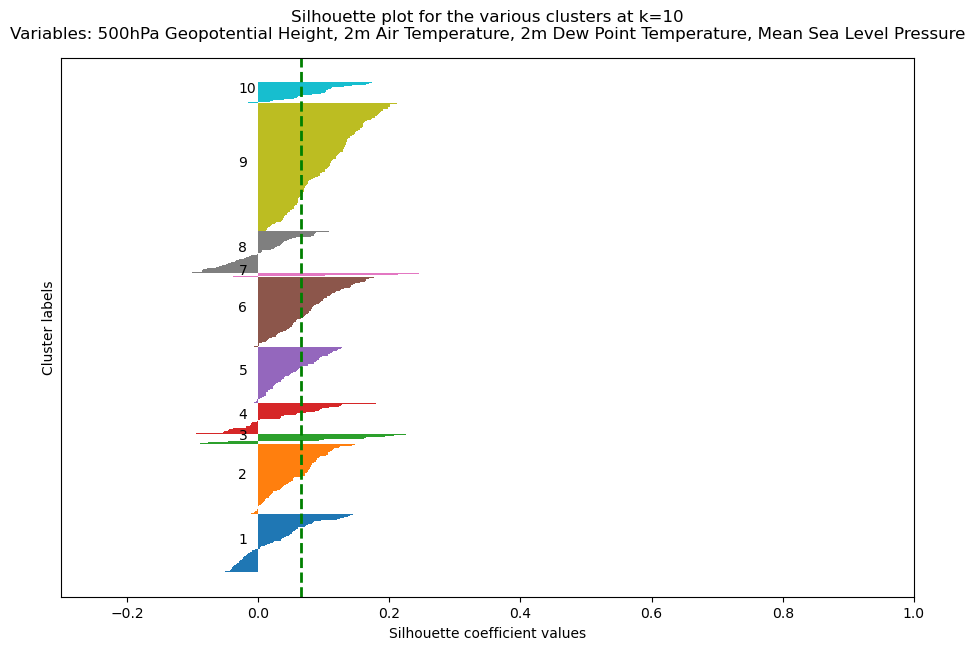 Silhouette plot for the various clusters at k=10
Variables: 500hPa Geopotential Height, 2m Air Temperature, 2m Dew Point Temperature, Mean Sea Level Pressure
10
9
8
7
6
5
4
3
2
1
Cluster labels
−0.2 0.0 0.2 0.4 0.6 0.8 1.0
Silhouette coefficient values